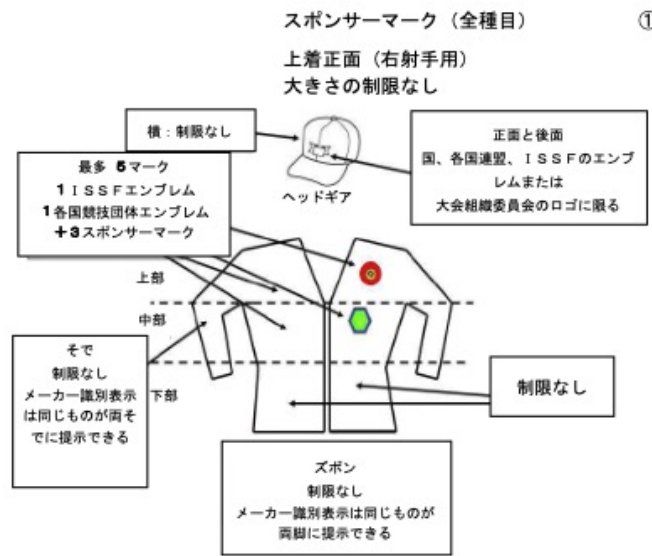 スポンサーマーク（全種目）　①
上着正面（右射手用）
大きさの制限なし
横：制限なし
正面と後面
国、各国連盟、ＩＳＳＦのエンブ
レムまたは
大会組織委員会のロゴに限る
最多 5マーク
1ＩＳＳＦエンブレム
1各国競技団体エンブレム
＋3スポンサーマーク
ヘッドギア
上部
中部
下部
そで
制限なし
メーカー識別表示
は同じものが両そ
でに提示できる
制限なし
ズボン
制限なし
メーカー識別表示は同じものが
両脚に提示できる